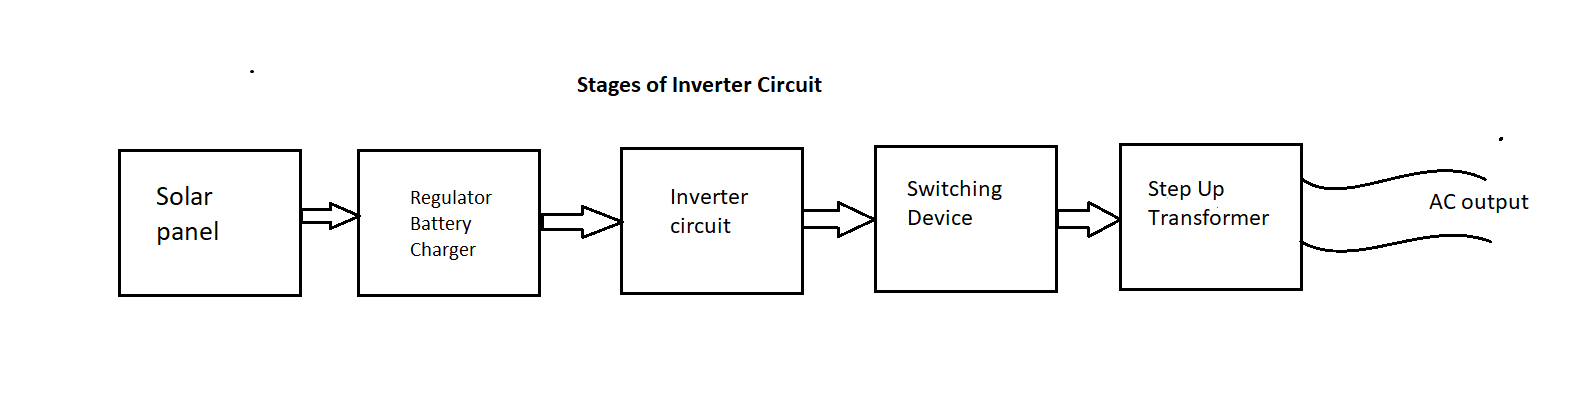 Stages of Inverter Circuit
Solar
panel
Regulator
Battery
Charger
Inverter
circuit
Switching
Device
Step Up
Transformer
AC output